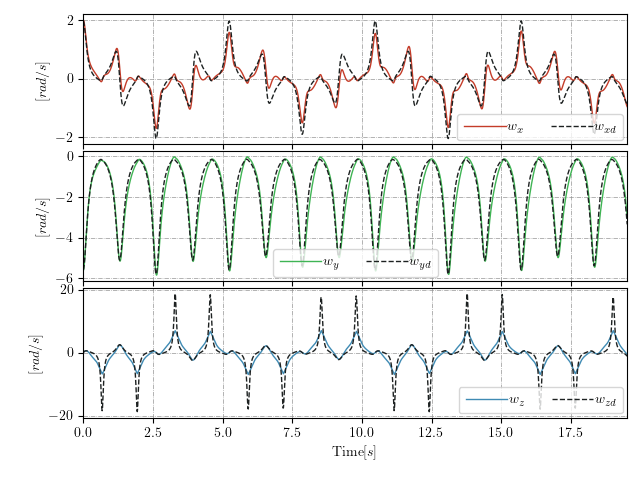 2
0
−2
[rad/s]
w_x
w_xd
0
−2
−4
−6
[rad/s]
w_y
w_yd
20
0
−20
[rad/s]
w_z
w_zd
0.0 2.5 5.0 7.5 10.0 12.5 15.0 17.5
Time[s]